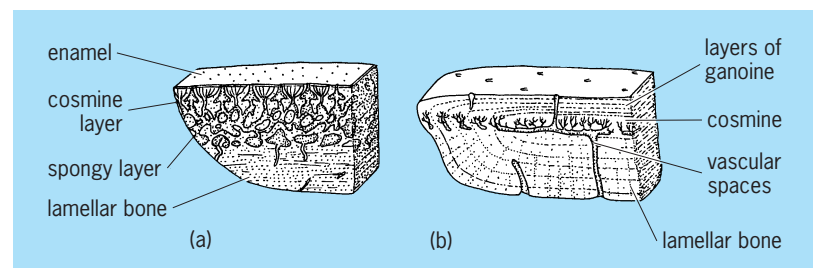 enamel
cosmine
layer
spongy layer
lamellar bone
(a)
layers of
ganoine
cosmine
vascular
spaces
lamellar bone
(b)